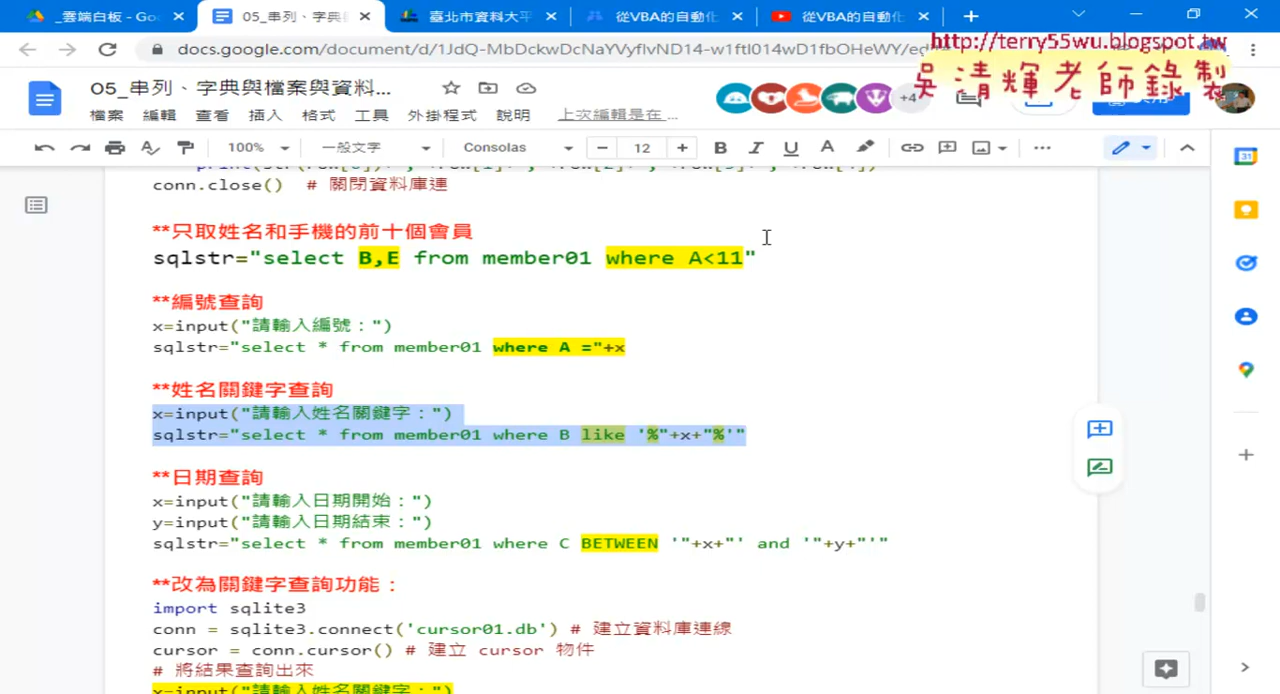 _雲端白板 - Goo
05_串列、字典
臺北市資料大平
從VBA的自動化
從VBA的自動化
docs.google.com/document/d/1JdQ-MbDckwDcNaYVyflvND14-w1ftl014wD1fbOHeWY/ed
http://terry55wu.blogspot.tw
吳清輝老師錄製
05_串列、字典與檔案與資料...
+4
檔案 編輯 查看 插入 格式 工具 外掛程式 說明 上次編輯是在 ...
100% 一般文字 Consolas − 12 + B I U A
conn.close() # 關閉資料庫連
**只取姓名和手機的前十個會員
sqlstr="select B,E from member01 where A<11"
**編號查詢
x=input("請輸入編號:")
sqlstr="select * from member01 where A ="+x
**姓名關鍵字查詢
x=input("請輸入姓名關鍵字:")
sqlstr="select * from member01 where B like '%"+x+"%'"
**日期查詢
x=input("請輸入日期開始:")
y=input("請輸入日期結束:")
sqlstr="select * from member01 where C BETWEEN '"+x+"' and '"+y+"'"
**改為關鍵字查詢功能:
import sqlite3
conn = sqlite3.connect('cursor01.db') # 建立資料庫連線
cursor = conn.cursor() # 建立 cursor 物件
# 將結果查詢出來
x=input("請輸入姓名關鍵字:")